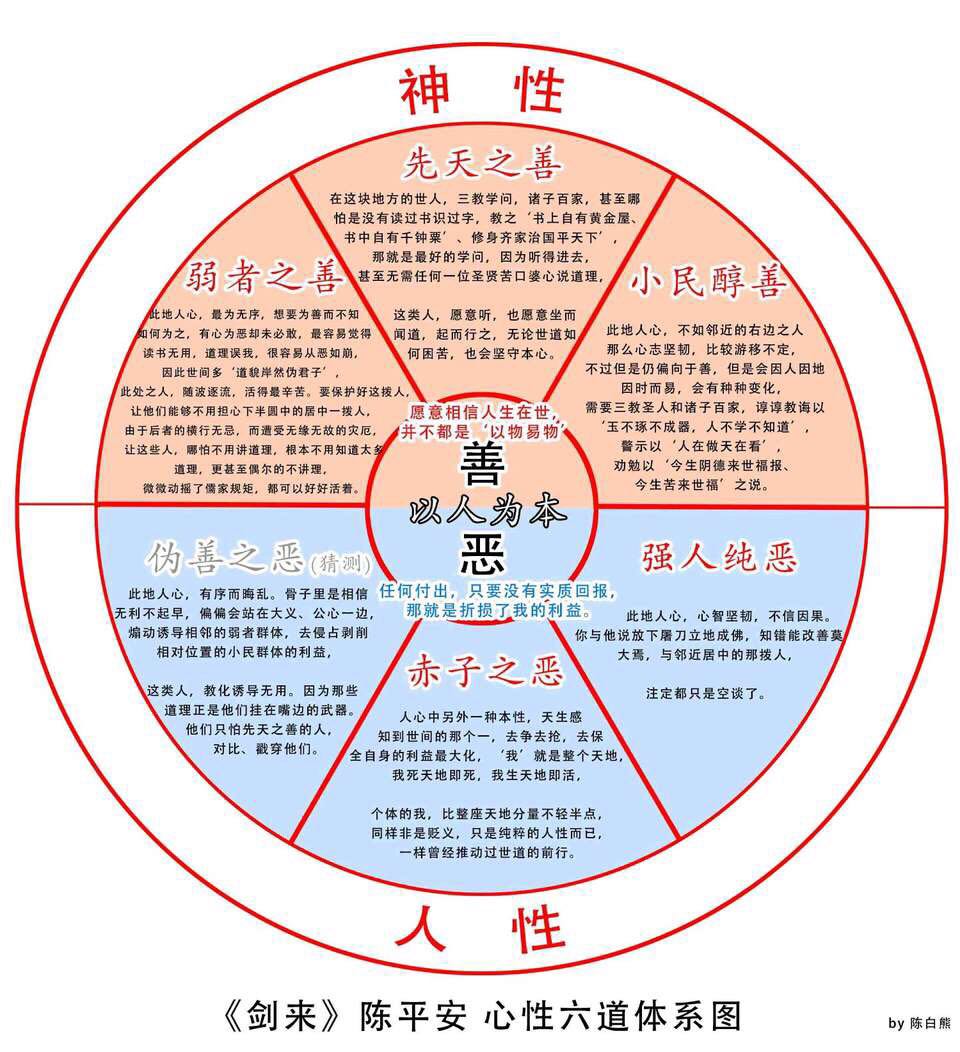 神 性
先天之善
在这块地方的世人，三教学问，诸子百家，甚至哪
怕是没有读过书识过字，教之‘书上自有黄金屋、
书中自有千钟粟’、修身齐家治国平天下’，
那就是最好的学问，因为听得进去，
甚至无需任何一位圣贤苦口婆心说道理，
这类人，愿意听，也愿意坐而
闻道，起而行之，无论世道如
何困苦，也会坚守本心。
弱者之善
此地人心，最为无序，想要为善而不知
如何为之，有心为恶却未必敢，最容易觉得
读书无用，道理误我，很容易从恶如崩，
因此世间多‘道貌岸然伪君子’，
此处之人，随波逐流，活得最辛苦。要保护好这拨人，
让他们能够不用担心下半圆中的居中一拨人，
由于后者的横行无忌，而遭受无缘无故的灾厄，
让这些人，哪怕不用讲道理，根本不用知道太多
道理，更甚至偶尔的不讲理，
微微动摇了儒家规矩，都可以好好活着。
小民醇善
此地人心，不如邻近的右边之人
那么心志坚韧，比较游移不定，
不过但是仍偏向于善，但是会因人因地
因时而易，会有种种变化，
需要三教圣人和诸子百家，谆谆教诲以
‘玉不琢不成器，人不学不知道’，
警示以‘人在做天在看’
劝勉以‘今生阴德来世福报、
今生苦来世福’之说。
愿意相信人生在世，
并不都是‘以物易物’
善
以人为本
恶
任何付出，只要没有实质回报，
那就是折损了我的利益。
伪善之恶(猜测)
此地人心，有序而晦乱。骨子里是相信
无利不起早，偏偏会站在大义、公心一边，
煽动诱导相邻的弱者群体，去侵占剥削
相对位置的小民群体的利益，
这类人，教化诱导无用。因为那些
道理正是他们挂在嘴边的武器。
他们只怕先天之善的人，
对比、戳穿他们。
赤子之恶
人心中另外一种本性，天生感
知到世间的那个一，去争去抢，去保
全自身的利益最大化，‘我’就是整个天地，
我死天地即死，我生天地即活，
个体的我，比整座天地分量不轻半点，
同样非是贬义，只是纯粹的人性而已，
一样曾经推动过世道的前行。
强人纯恶
此地人心，心智坚韧，不信因果。
你与他说放下屠刀立地成佛，知错能改善莫
大焉，与邻近居中的那拨人，
注定都只是空谈了。
人 性
《剑来》陈平安 心性六道体系图
by 陈白熊